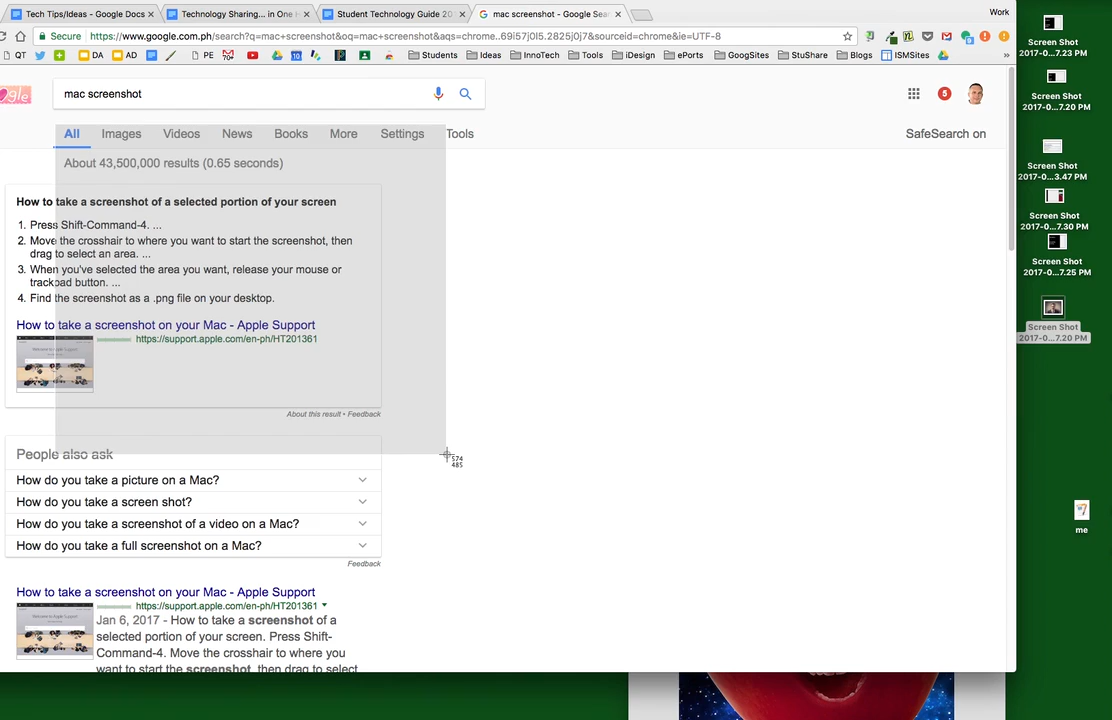 Tech Tips/Ideas - Google Docs
Technology Sharing... in One H
Student Technology Guide 20
mac screenshot - Google Sear
Work
Secure
https://www.google.com.ph/search?q=mac+screenshot&oq=mac+screenshot&aqs=chrome..69i57j0l5.2825j0j7&sourceid=chrome&ie=UTF-8
QT
DA
AD
PE
Students
Ideas
InnoTech
Tools
iDesign
ePorts
GoogSites
StuShare
Blogs
ISMSites
»
ogle
mac screenshot
5
All
Images
Videos
News
Books
More
Settings
Tools
SafeSearch on
About 43,500,000 results (0.65 seconds)
How to take a screenshot of a selected portion of your screen
1. Press Shift-Command-4. ...
2. Move the crosshair to where you want to start the screenshot, then
drag to select an area. ...
3. When you've selected the area you want, release your mouse or
trackpad button. ...
4. Find the screenshot as a .png file on your desktop.
How to take a screenshot on your Mac - Apple Support
https://support.apple.com/en-ph/HT201361
About this result • Feedback
574
485
People also ask
How do you take a picture on a Mac?
How do you take a screen shot?
How do you take a screenshot of a video on a Mac?
How do you take a full screenshot on a Mac?
Feedback
How to take a screenshot on your Mac - Apple Support
https://support.apple.com/en-ph/HT201361
Jan 6, 2017 - How to take a screenshot of a
selected portion of your screen. Press Shift-
Command-4. Move the crosshair to where you
want to start the screenshot, then drag to select
Screen Shot
2017-0...7.23 PM
Screen Shot
2017-0...7.20 PM
Screen Shot
2017-0...3.47 PM
Screen Shot
2017-0...7.30 PM
Screen Shot
2017-0...7.25 PM
Screen Shot
2017-0...7.20 PM
me